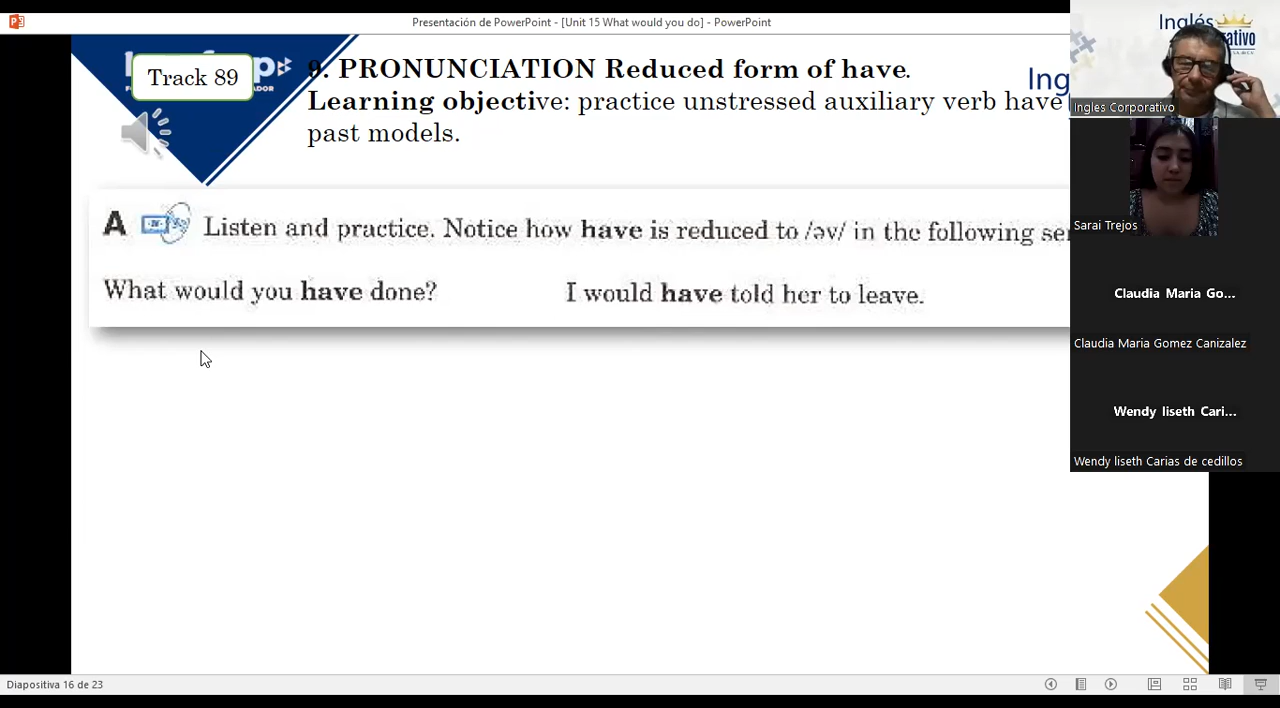 Presentación de PowerPoint - [Unit 15 What would you do] - PowerPoint
Track 89
9. PRONUNCIATION Reduced form of have.
Learning objective: practice unstressed auxiliary verb have
past models.
A Listen and practice. Notice how have is reduced to /əv/ in the following
What would you have done?
I would have told her to leave.
Inglés
Ingles Corporativo
Sarai Trejos
Claudia Maria Go...
Claudia Maria Gomez Canizalez
Wendy liseth Cari...
Wendy liseth Carias de cedillos
Diapositiva 16 de 23